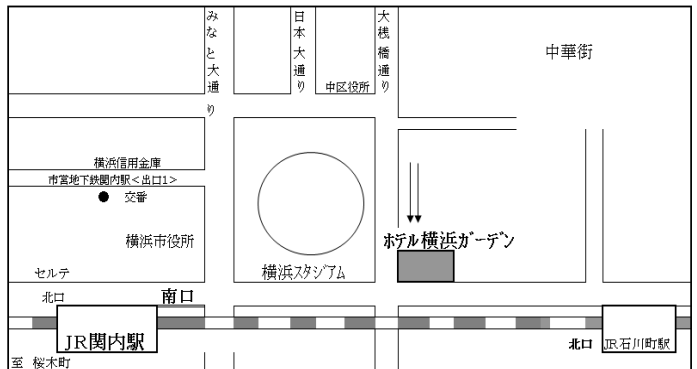 みなと大通り
日本大通り
大桟橋通り
中華街
中区役所
横浜信用金庫
市営地下鉄関内駅<出口1>
● 交番
横浜市役所
ホテル横浜ガーデン
横浜スタジアム
セルテ
北口
南口
JR関内駅
北口
JR石川町駅
至 桜木町